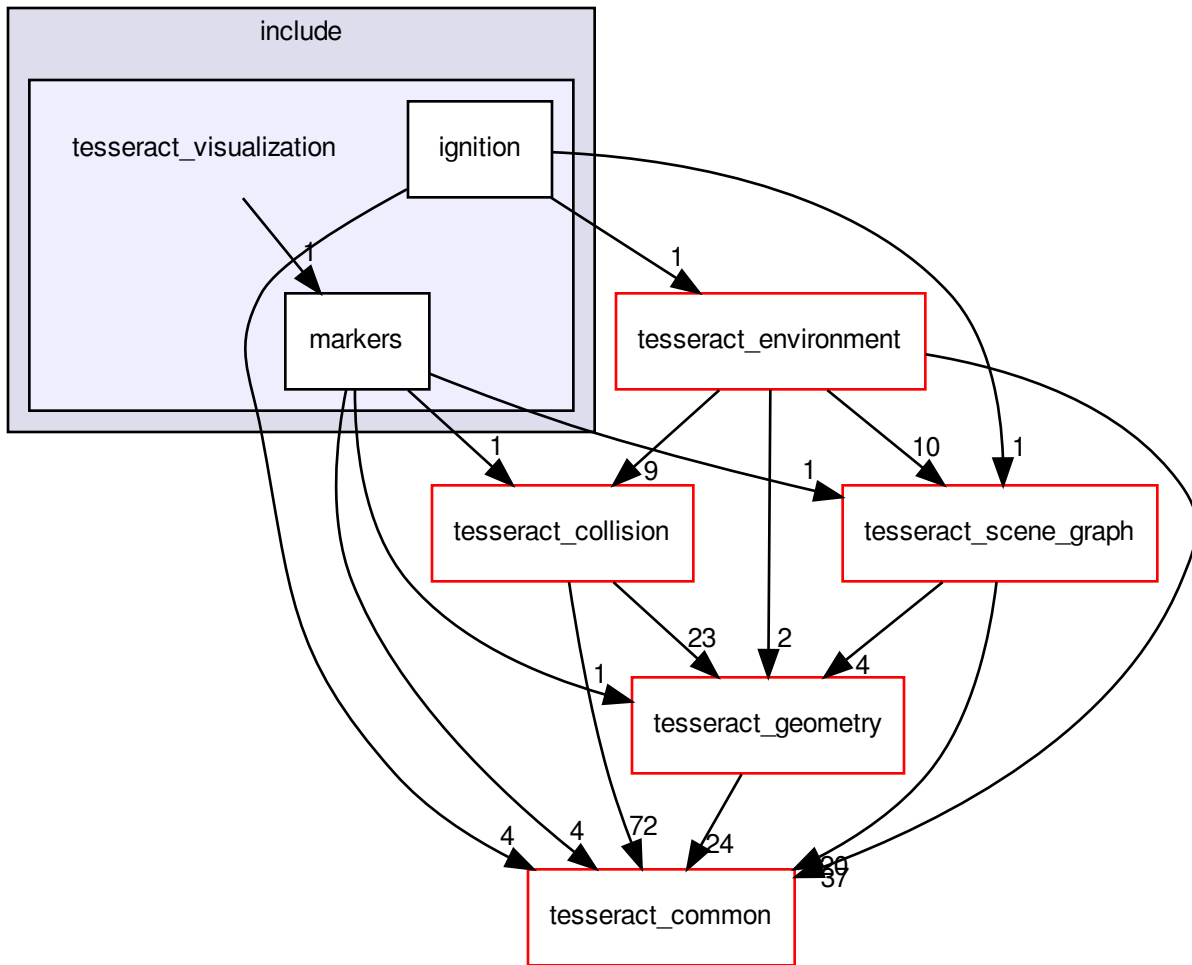 include
tesseract_visualization
ignition
1
1
markers
tesseract_environment
1
9
1
10
1
tesseract_collision
tesseract_scene_graph
1
23
2
4
tesseract_geometry
4
4
72
24
20
37
tesseract_common